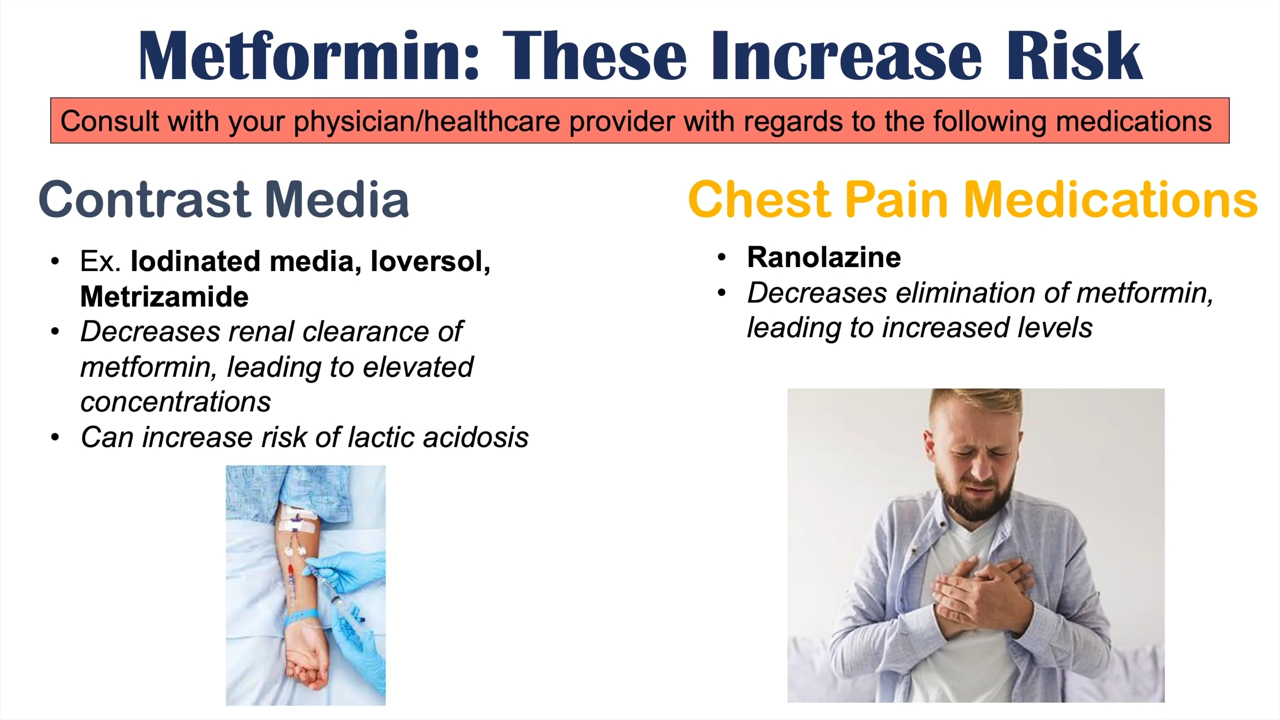 Metformin: These Increase Risk
Consult with your physician/healthcare provider with regards to the following medications
Contrast Media
• Ex. Iodinated media, Ioversol,
Metrizamide
• Decreases renal clearance of
metformin, leading to elevated
concentrations
• Can increase risk of lactic acidosis
Chest Pain Medications
• Ranolazine
• Decreases elimination of metformin,
leading to increased levels